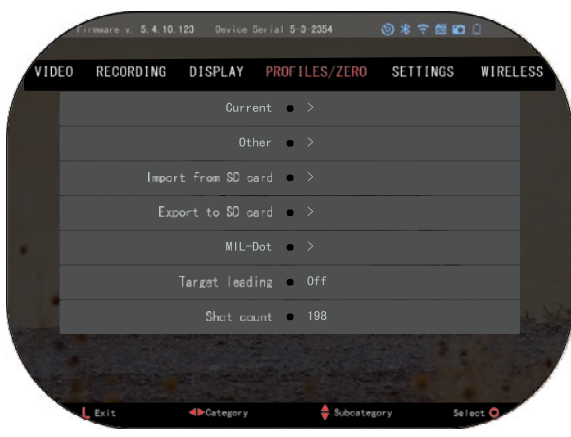 Firmware v. 5.4.10.123 Device Serial 5-3-2354
VIDEO RECORDING DISPLAY PROFILES/ZERO SETTINGS WIRELESS
Current >
Other >
Import from SD card >
Export to SD card >
MIL-Dot >
Target leading Off
Shot count 198
Exit Category Subcategory Select